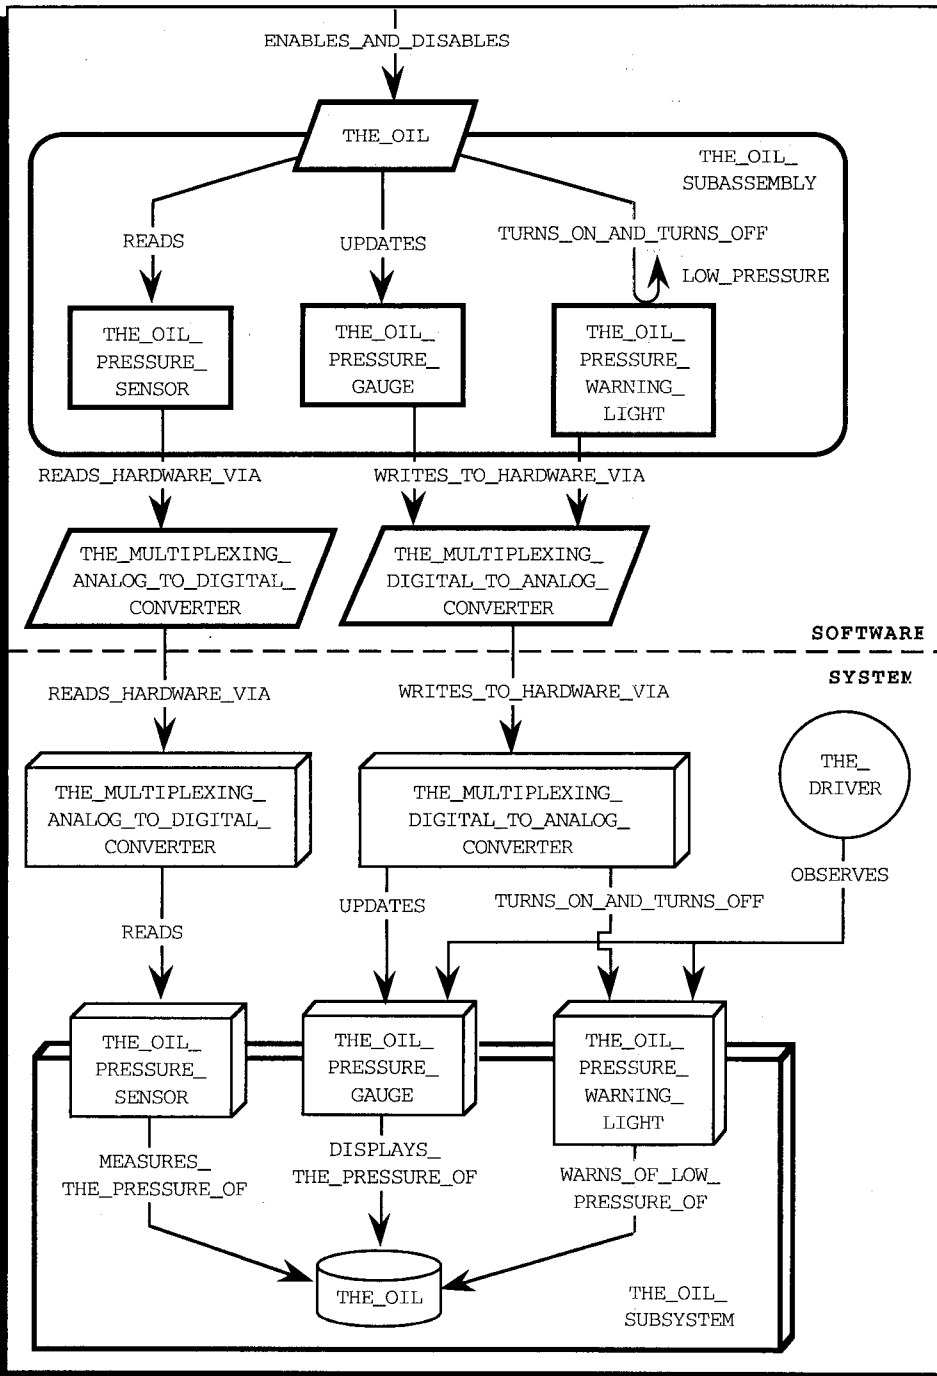 ENABLES_AND_DISABLES
THE_OIL
THE_OIL_
SUBASSEMBLY
READS
UPDATES
TURNS_ON_AND_TURNS_OFF
LOW_PRESSURE
THE_OIL_
PRESSURE_
SENSOR
THE_OIL_
PRESSURE_
GAUGE
THE_OIL_
PRESSURE_
WARNING_
LIGHT
READS_HARDWARE_VIA
WRITES_TO_HARDWARE_VIA
THE_MULTIPLEXING_
ANALOG_TO_DIGITAL_
CONVERTER
THE_MULTIPLEXING_
DIGITAL_TO_ANALOG_
CONVERTER
SOFTWARE
SYSTEM
READS_HARDWARE_VIA
WRITES_TO_HARDWARE_VIA
THE_MULTIPLEXING_
ANALOG_TO_DIGITAL_
CONVERTER
THE_MULTIPLEXING_
DIGITAL_TO_ANALOG_
CONVERTER
THE_
DRIVER
OBSERVES
READS
UPDATES
TURNS_ON_AND_TURNS_OFF
THE_OIL_
PRESSURE_
SENSOR
THE_OIL_
PRESSURE_
GAUGE
THE_OIL_
PRESSURE_
WARNING_
LIGHT
MEASURES_
THE_PRESSURE_OF
DISPLAYS_
THE_PRESSURE_OF
WARNS_OF_LOW_
PRESSURE_OF
THE_OIL
THE_OIL_
SUBSYSTEM